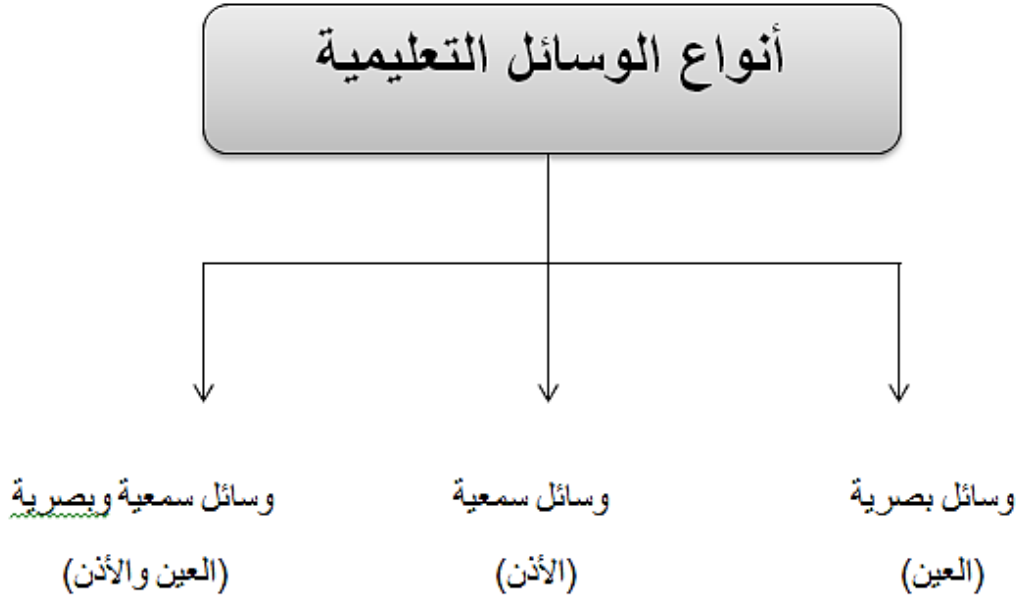 أنواع الوسائل التعليمية
وسائل بصرية
(العين)
وسائل سمعية
(الأذن)
وسائل سمعية وبصرية
(العين والأذن)